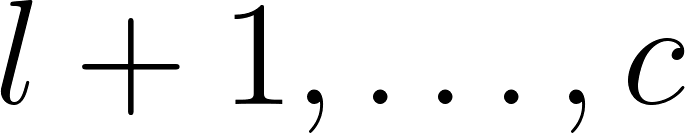 l + 1, . . . , c